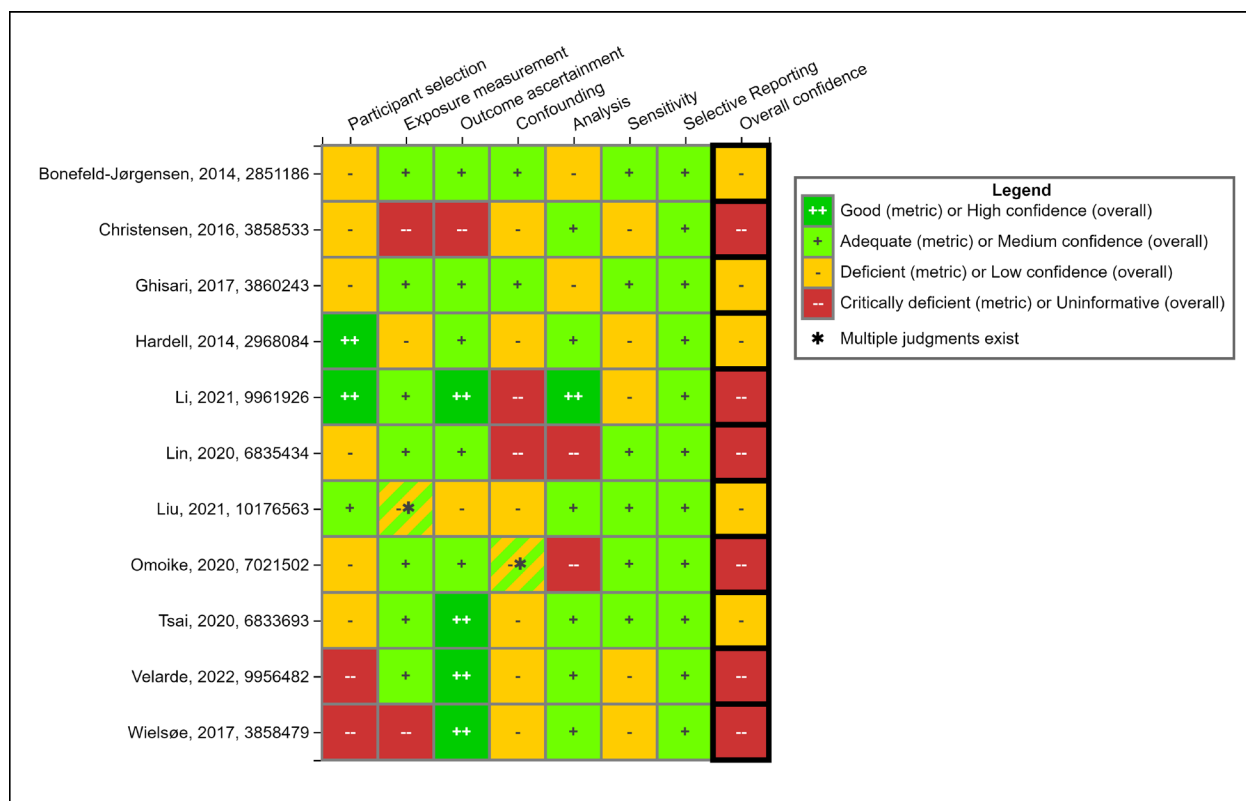 Participant selection
Exposure measurement
Outcome ascertainment
Confounding
Analysis
Sensitivity
Selective Reporting
Overall confidence
Bonefeld-Jørgensen, 2014, 2851186 - + + + - + + -
Christensen, 2016, 3858533 - -- -- - + - + --
Ghisari, 2017, 3860243 - + + + - + + -
Hardell, 2014, 2968084 ++ - + - + - + -
Li, 2021, 9961926 ++ + ++ -- ++ - + --
Lin, 2020, 6835434 - + + -- -- + + --
Liu, 2021, 10176563 + -✱ - - + + + -
Omoike, 2020, 7021502 - + + -✱ -- + + --
Tsai, 2020, 6833693 - + ++ - + + + -
Velarde, 2022, 9956482 -- + ++ - + - + --
Wielsøe, 2017, 3858479 -- -- ++ - + - + --
Legend
++ Good (metric) or High confidence (overall)
+ Adequate (metric) or Medium confidence (overall)
- Deficient (metric) or Low confidence (overall)
-- Critically deficient (metric) or Uninformative (overall)
✱ Multiple judgments exist